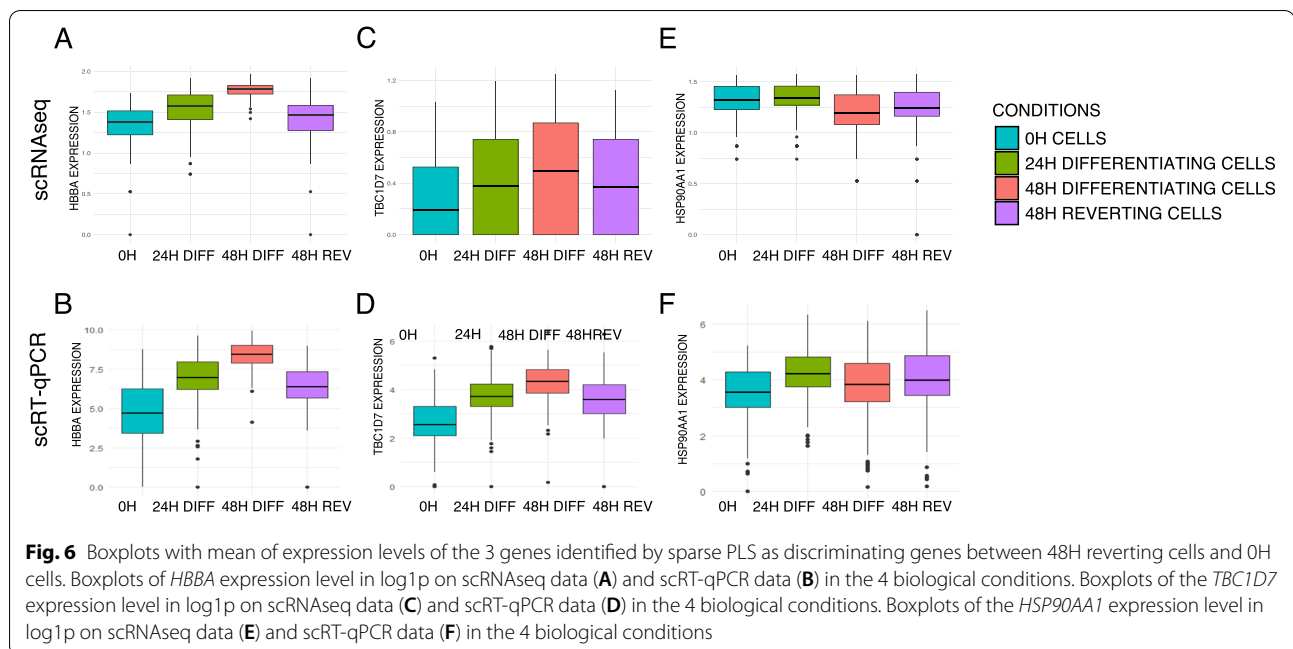 A
C
E
scRNAseq
HBBA EXPRESSION
2.0
1.5
1.0
0.5
0.0
0H 24H DIFF 48H DIFF 48H REV
TBC1D7 EXPRESSION
1.2
0.8
0.4
0.0
0H 24H DIFF 48H DIFF 48H REV
HSP90AA1 EXPRESSION
1.5
1.0
0.5
0.0
0H 24H DIFF 48H DIFF 48H REV
CONDITIONS
0H CELLS
24H DIFFERENTIATING CELLS
48H DIFFERENTIATING CELLS
48H REVERTING CELLS
B
D
F
scRT-qPCR
HBBA EXPRESSION
10.0
7.5
5.0
2.5
0.0
0H 24H DIFF 48H DIFF 48H REV
0H 24H 48H DIFF 48HREV
TBC1D7 EXPRESSION
6
4
2
0
0H 24H DIFF 48H DIFF 48H REV
HSP90AA1 EXPRESSION
6
4
2
0
0H 24H DIFF 48H DIFF 48H REV
Fig. 6 Boxplots with mean of expression levels of the 3 genes identified by sparse PLS as discriminating genes between 48H reverting cells and 0H
cells. Boxplots of HBBA expression level in log1p on scRNAseq data (A) and scRT-qPCR data (B) in the 4 biological conditions. Boxplots of the TBC1D7
expression level in log1p on scRNAseq data (C) and scRT-qPCR data (D) in the 4 biological conditions. Boxplots of the HSP90AA1 expression level in
log1p on scRNAseq data (E) and scRT-qPCR data (F) in the 4 biological conditions